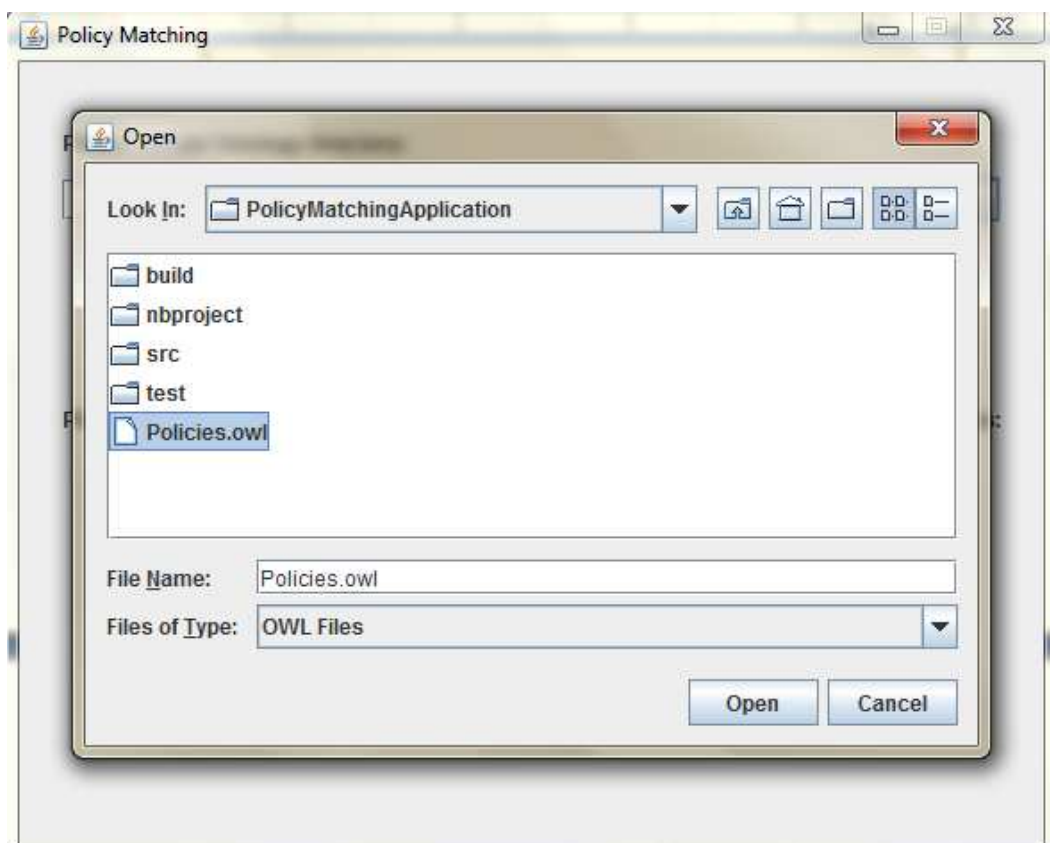 Policy Matching
Open
Look In: PolicyMatchingApplication
build
nbproject
src
test
Policies.owl
File Name: Policies.owl
Files of Type: OWL Files
Open Cancel